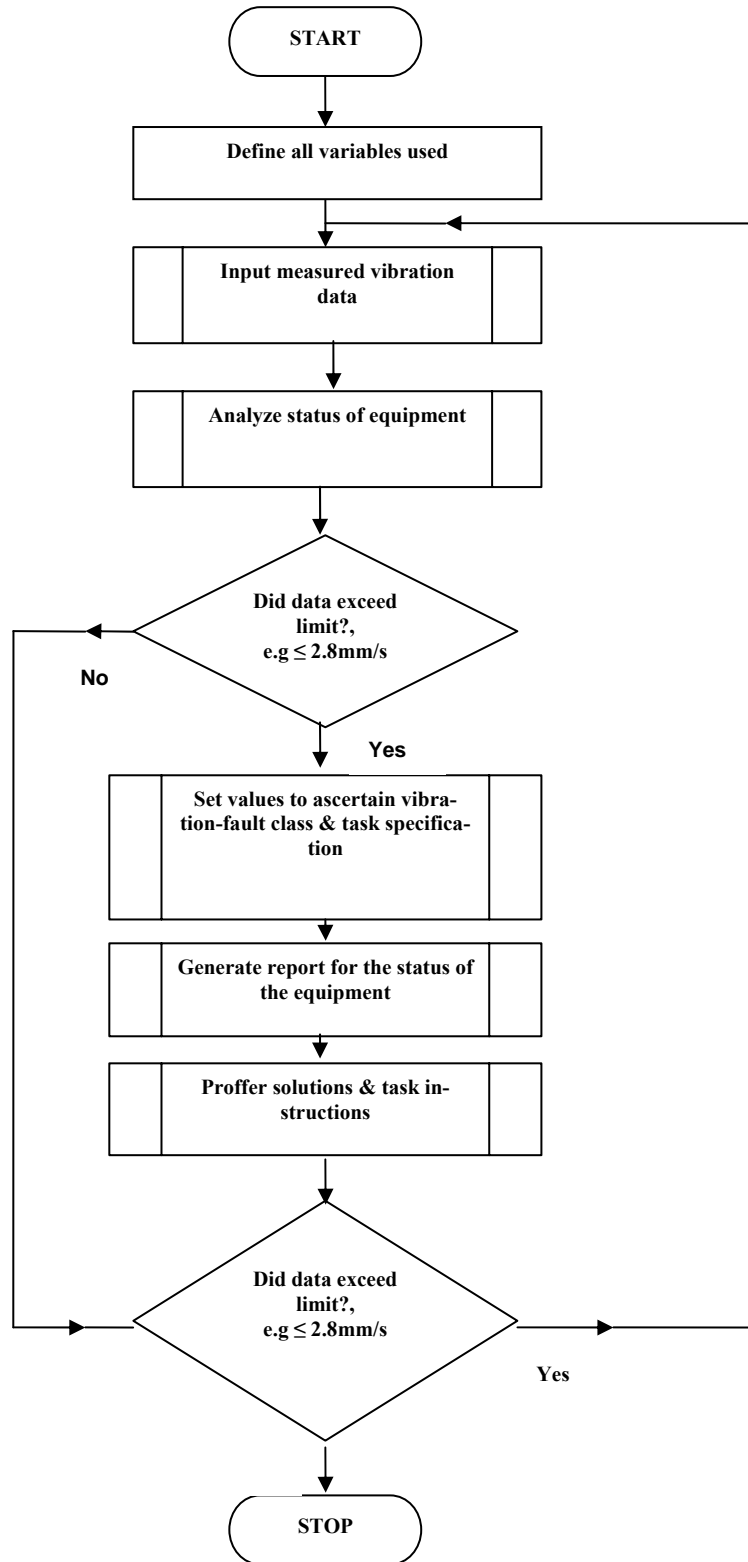 START
Define all variables used
Input measured vibration
data
Analyze status of equipment
Did data exceed
limit?,
e.g ≤ 2.8mm/s
No
Yes
Set values to ascertain vibra-
tion-fault class & task specifica-
tion
Generate report for the status of
the equipment
Proffer solutions & task in-
structions
Did data exceed
limit?,
e.g ≤ 2.8mm/s
Yes
STOP